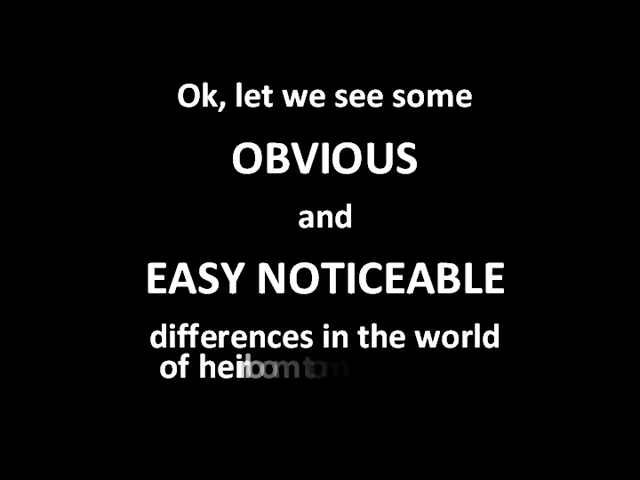 Ok, let we see some
OBVIOUS
and
EASY NOTICEABLE
differences in the world
of